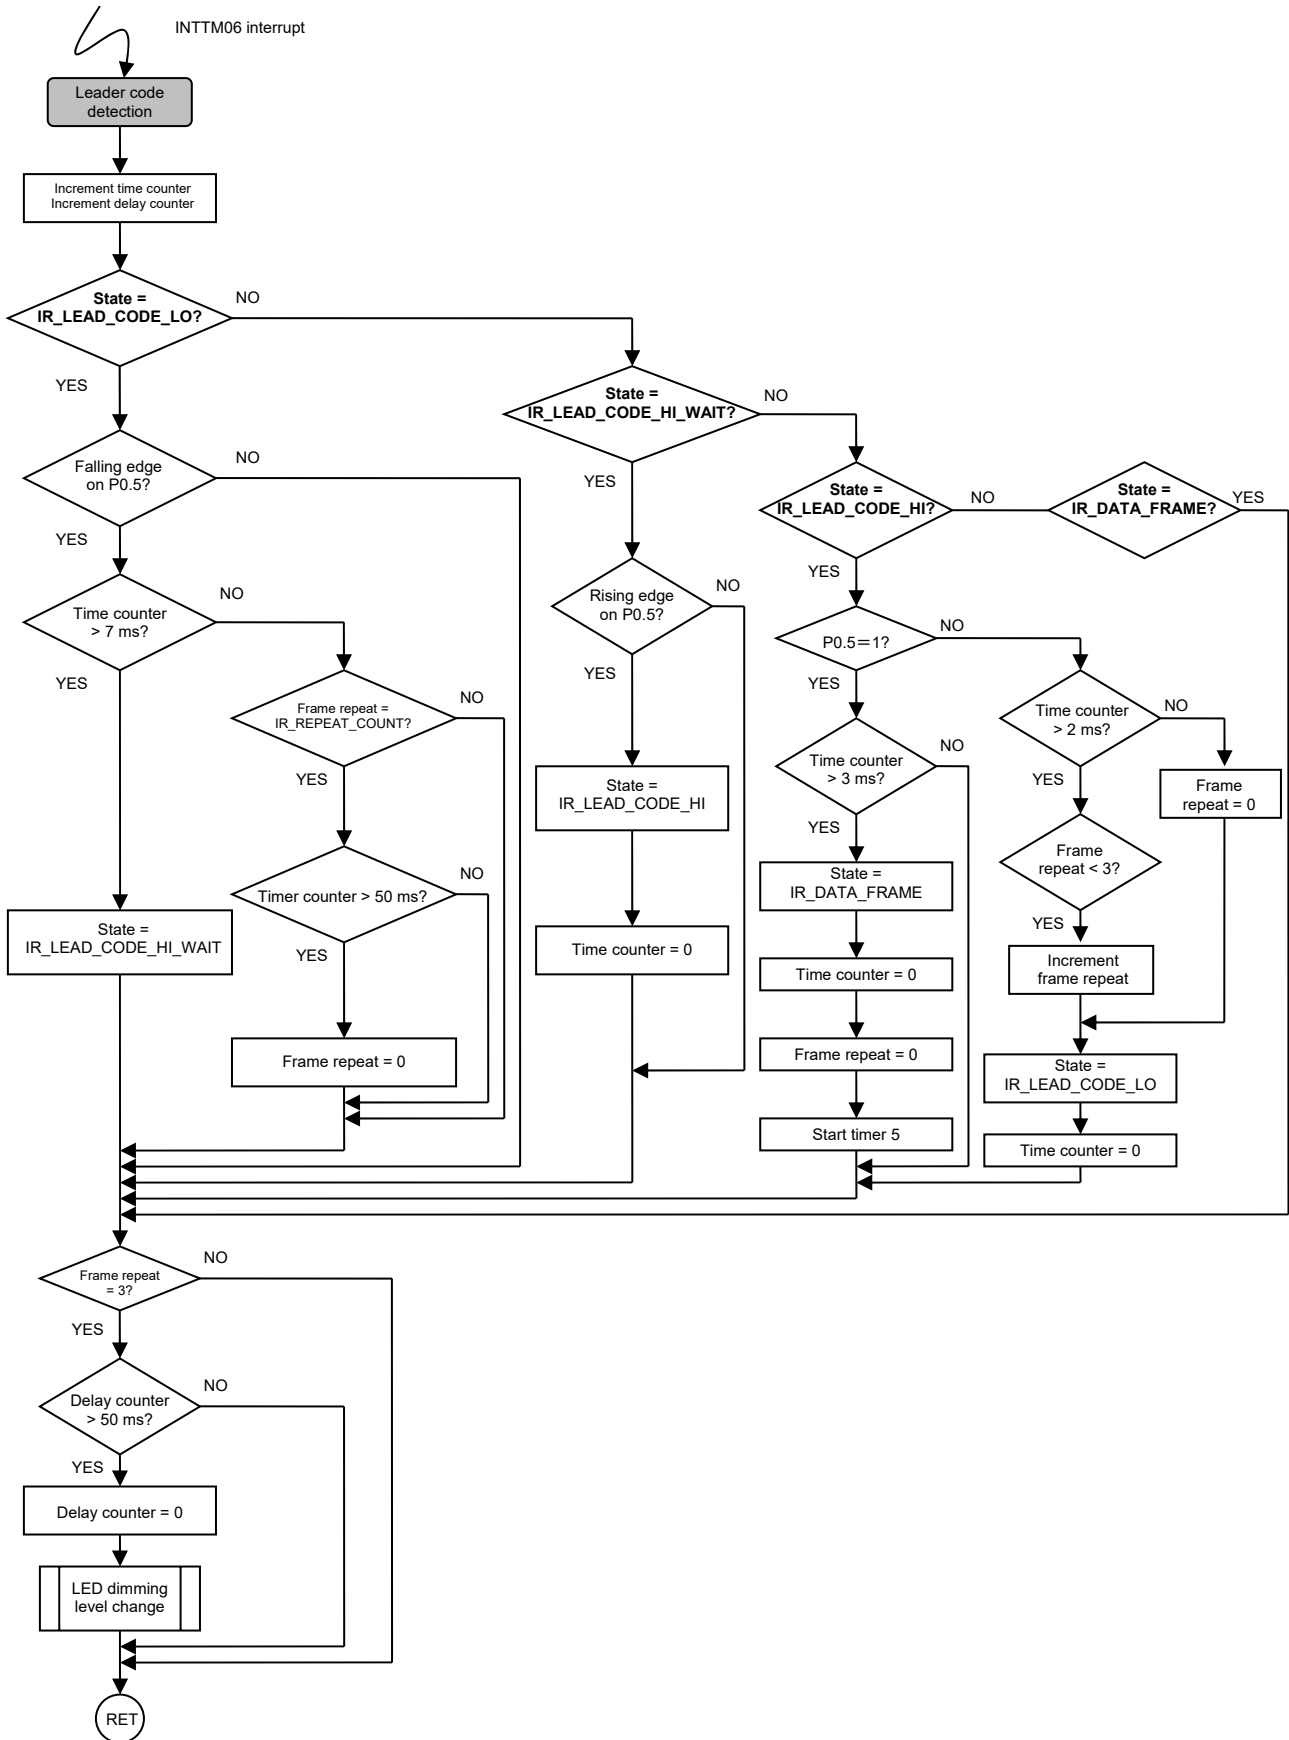 INTTM06 interrupt
Leader code
detection
Increment time counter
Increment delay counter
State =
IR_LEAD_CODE_LO?
NO
YES
State =
IR_LEAD_CODE_HI_WAIT?
NO
YES
Falling edge
on P0.5?
NO
YES
State =
IR_LEAD_CODE_HI?
NO
YES
State =
IR_DATA_FRAME?
YES
Time counter
> 7 ms?
NO
YES
Rising edge
on P0.5?
NO
YES
P0.5=1?
NO
YES
Frame repeat =
IR_REPEAT_COUNT?
NO
YES
Time counter
> 2 ms?
NO
YES
Time counter
> 3 ms?
NO
YES
State =
IR_LEAD_CODE_HI
Frame
repeat = 0
Frame
repeat < 3?
YES
Timer counter > 50 ms?
NO
YES
State =
IR_DATA_FRAME
State =
IR_LEAD_CODE_HI_WAIT
Time counter = 0
Increment
frame repeat
Time counter = 0
Frame repeat = 0
Frame repeat = 0
State =
IR_LEAD_CODE_LO
Start timer 5
Time counter = 0
Frame repeat
= 3?
NO
YES
Delay counter
> 50 ms?
NO
YES
Delay counter = 0
LED dimming
level change
RET